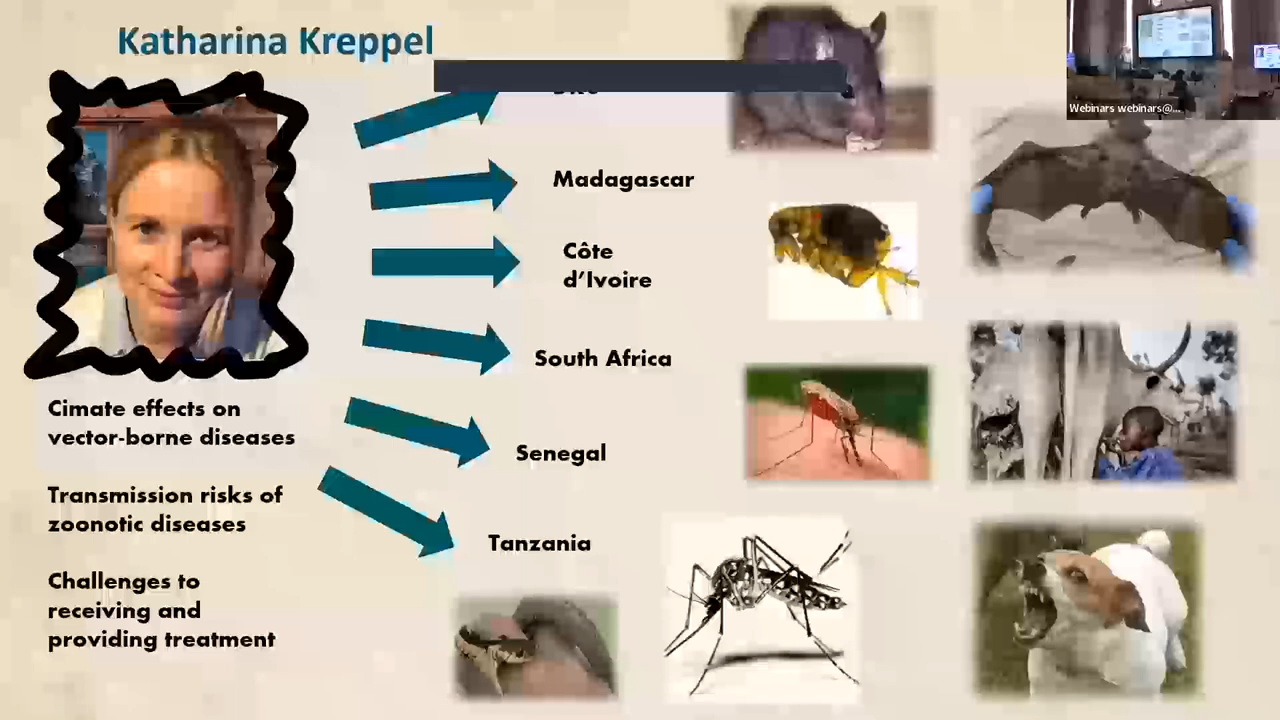 Katharina Kreppel
Madagascar
Côte
d’Ivoire
South Africa
Senegal
Tanzania
Cimate effects on
vector-borne diseases
Transmission risks of
zoonotic diseases
Challenges to
receiving and
providing treatment
Webinars webinars@...